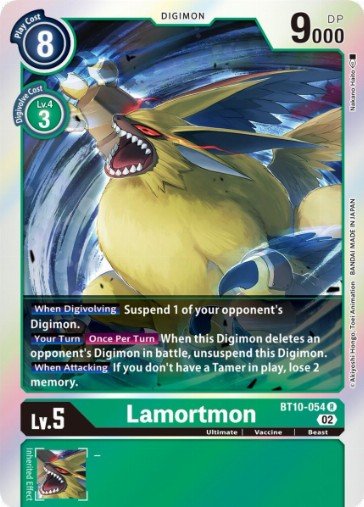 Play Cost
8
DIGIMON
DP
9000
Digivolve Cost
Lv.4
3
Nakano Haito
When Digivolving Suspend 1 of your opponent's
Digimon.
Your Turn Once Per Turn When this Digimon deletes an
opponent's Digimon in battle, unsuspend this Digimon.
When Attacking If you don't have a Tamer in play, lose 2
memory.
©Akiyoshi Hongo, Toei Animation BANDAI MADE IN JAPAN
Lv.5
Lamortmon
BT10-054 R
02
Ultimate | Vaccine | Beast
Inherited Effect
-